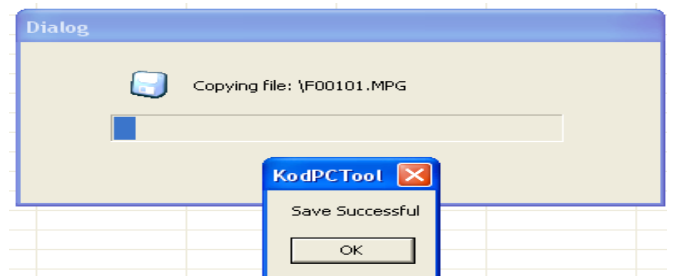 Dialog
Copying file: \F00101.MPG
KodPCTool
Save Successful
OK